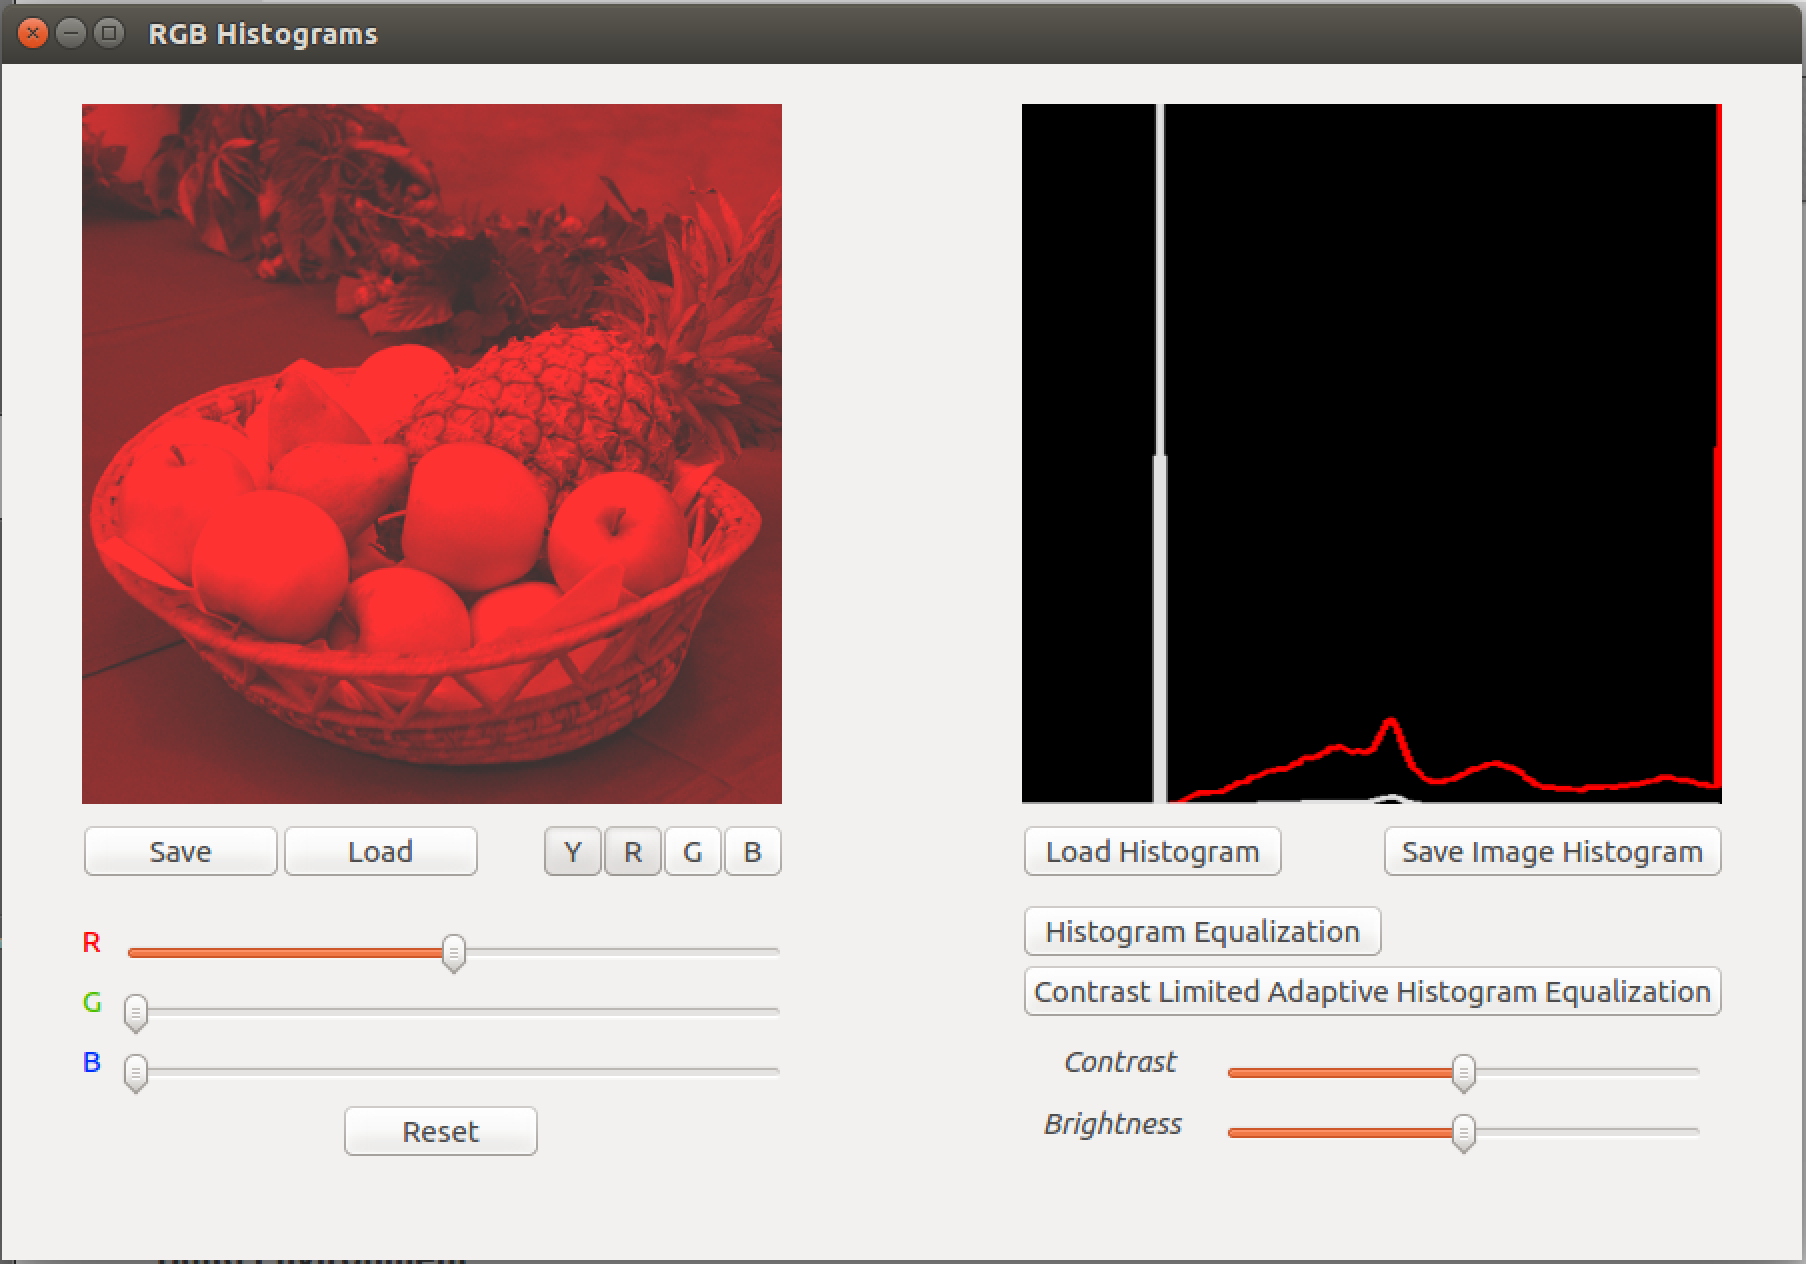 RGB Histograms
Save
Load
Y
R
G
B
Load Histogram
Save Image Histogram
R
Histogram Equalization
G
Contrast Limited Adaptive Histogram Equalization
B
Contrast
Reset
Brightness